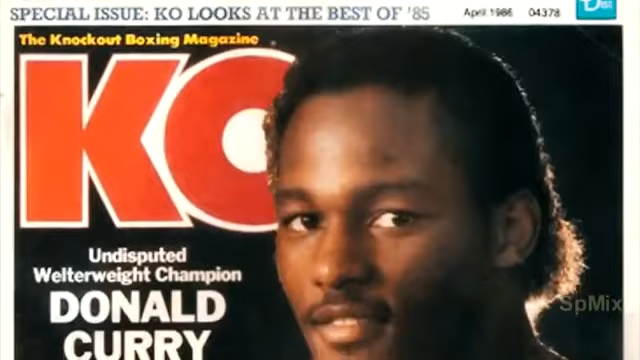 SPECIAL ISSUE: KO LOOKS AT THE BEST OF '85
April 1986 04378
The Knockout Boxing Magazine
KO
Undisputed
Welterweight Champion
DONALD
CURRY
SpMix